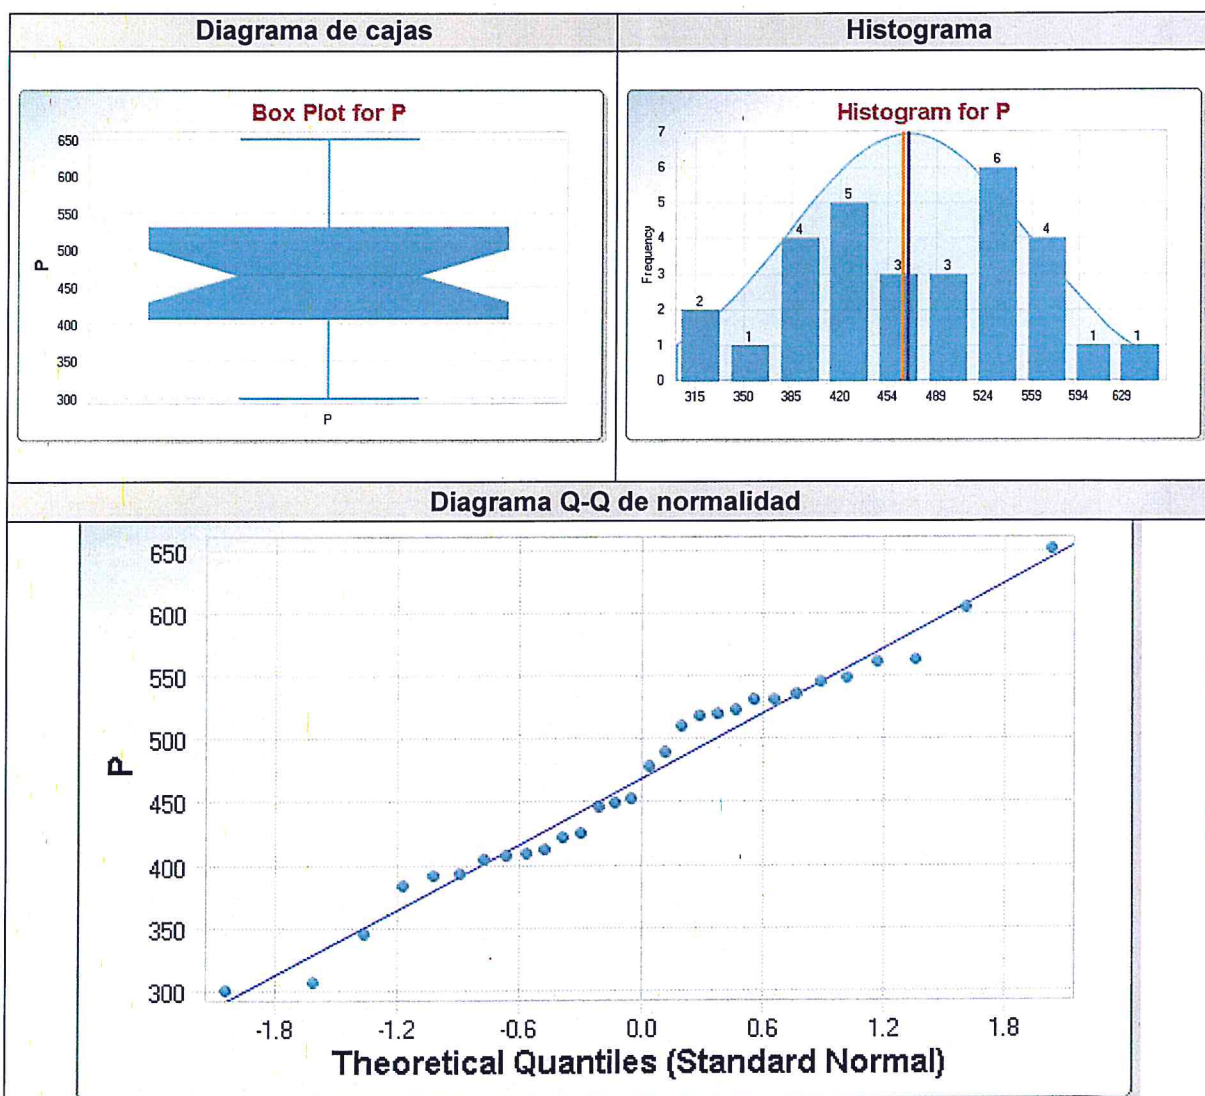 Diagrama de cajas
Histograma
Box Plot for P
650
600
550
500
450
400
350
300
P
P
Histogram for P
7
6
5
4
3
2
1
0
Frequency
2
1
4
5
3
3
6
4
1
1
315 350 385 420 454 489 524 559 594 629
Diagrama Q-Q de normalidad
650
600
550
500
450
400
350
300
P
-1.8 -1.2 -0.6 0.0 0.6 1.2 1.8
Theoretical Quantiles (Standard Normal)